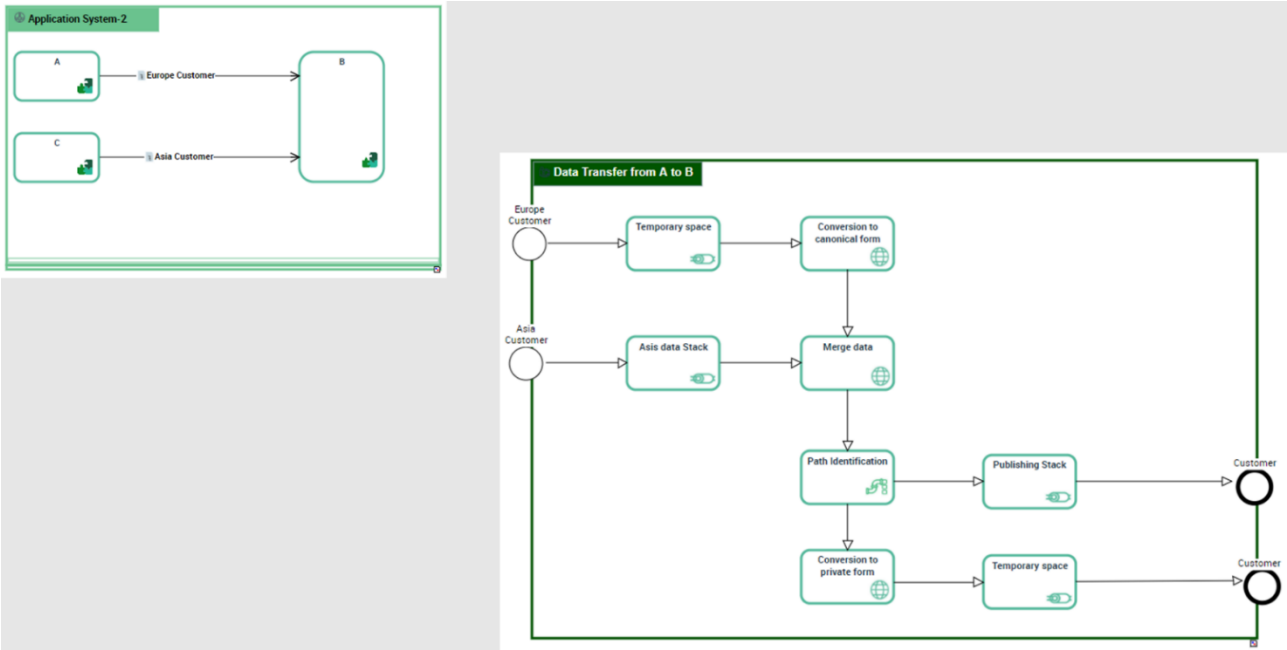 Application System-2
A
B
Europe Customer
C
Asia Customer
Data Transfer from A to B
Europe
Customer
Temporary space
Conversion to
canonical form
Asia
Customer
Asis data Stack
Merge data
Path Identification
Publishing Stack
Customer
Conversion to
private form
Temporary space
Customer